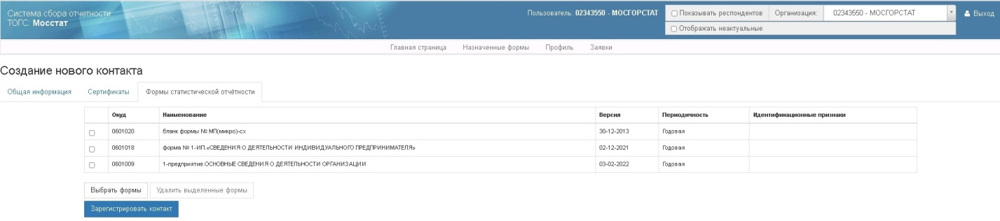 Система сбора отчетности
ТОГС: Мосстат
Пользователь: 02343550 - МОСГОРСТАТ
Показывать респондентов
Организация:
02343550 - МОСГОРСТАТ
Выход
Отображать неактуальные
Главная страница Назначенные формы Профиль Заявки
Создание нового контакта
Общая информация Сертификаты Формы статистической отчётности
Окуд Наименование Версия Периодичность Идентификационные признаки
0601020 бланк формы № МП(микро)-сх 30-12-2013 Годовая
0601018 форма № 1-ИП.«СВЕДЕНИЯ О ДЕЯТЕЛЬНОСТИ ИНДИВИДУАЛЬНОГО ПРЕДПРИНИМАТЕЛЯ» 02-12-2021 Годовая
0601009 1-предприятие.ОСНОВНЫЕ СВЕДЕНИЯ О ДЕЯТЕЛЬНОСТИ ОРГАНИЗАЦИИ 03-02-2022 Годовая
Выбрать формы Удалить выделенные формы
Зарегистрировать контакт